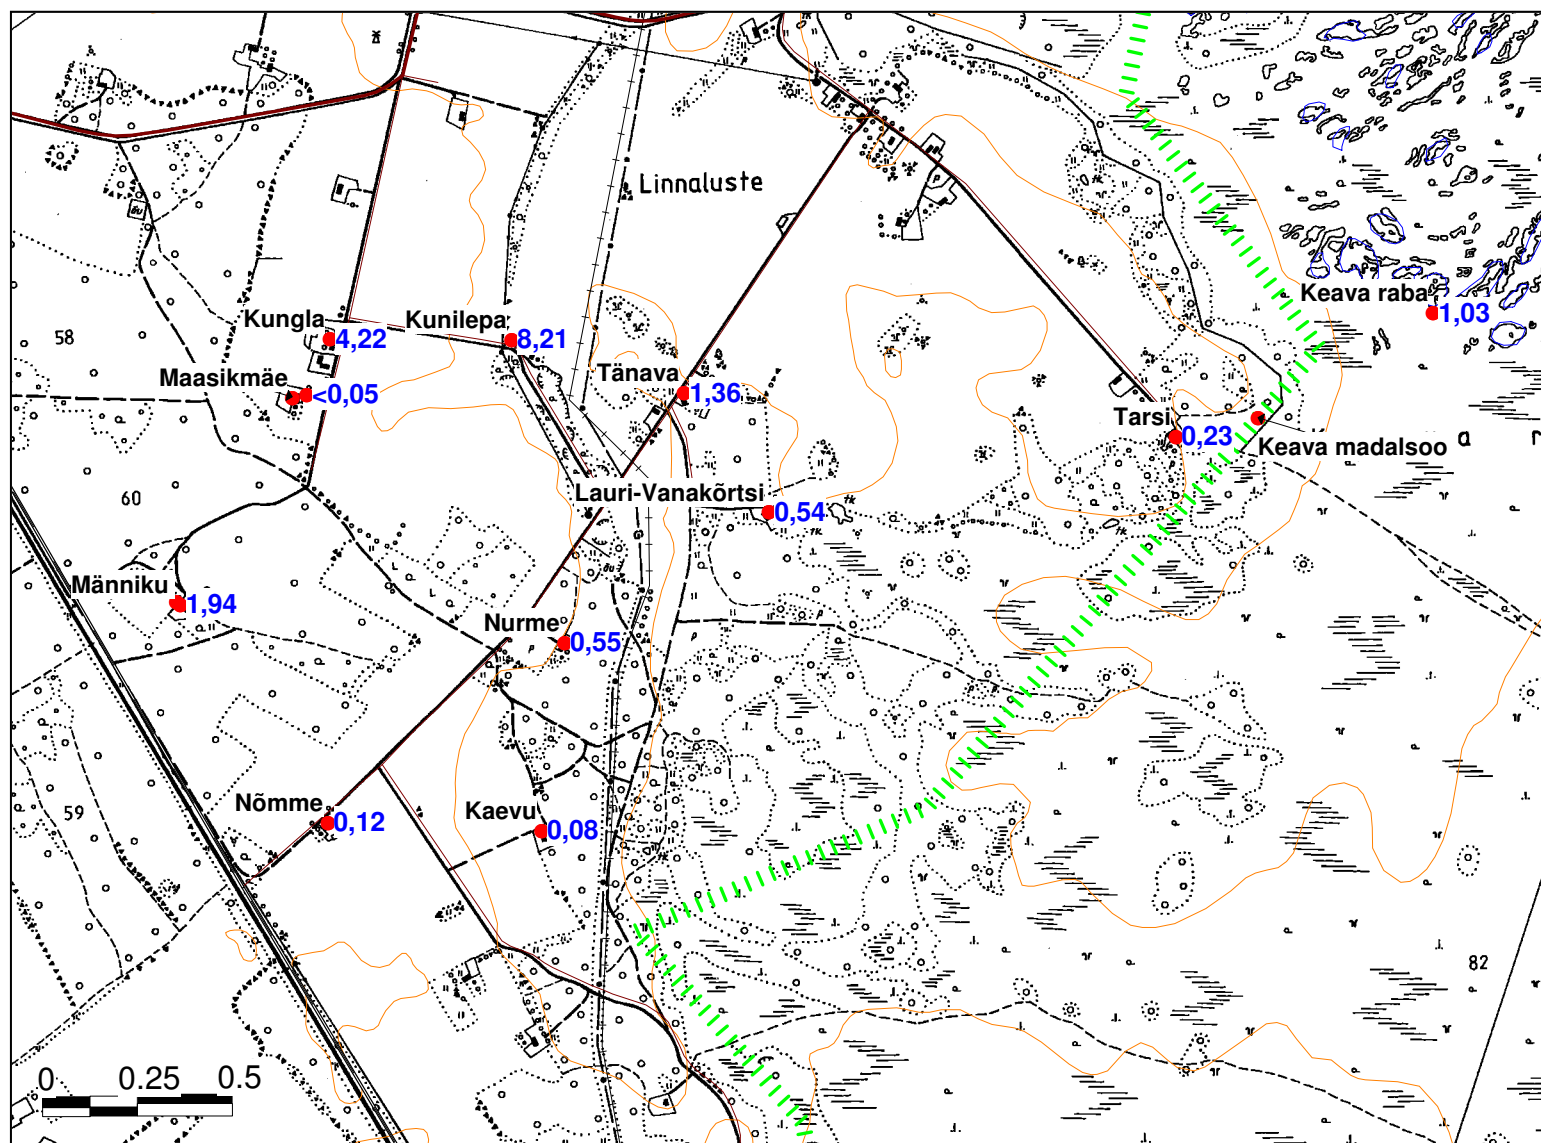 Linnaluste
Keava raba
1,03
Kungla
4,22
Kunilepa
8,21
58
Maasikmäe
<0,05
Tänava
1,36
Tarsi
0,23
Keava madalsoo
a
r
60
Lauri-Vanakõrtsi
0,54
Männiku
1,94
Nurme
0,55
59
Nõmme
0,12
Kaevu
0,08
82
0 0.25 0.5